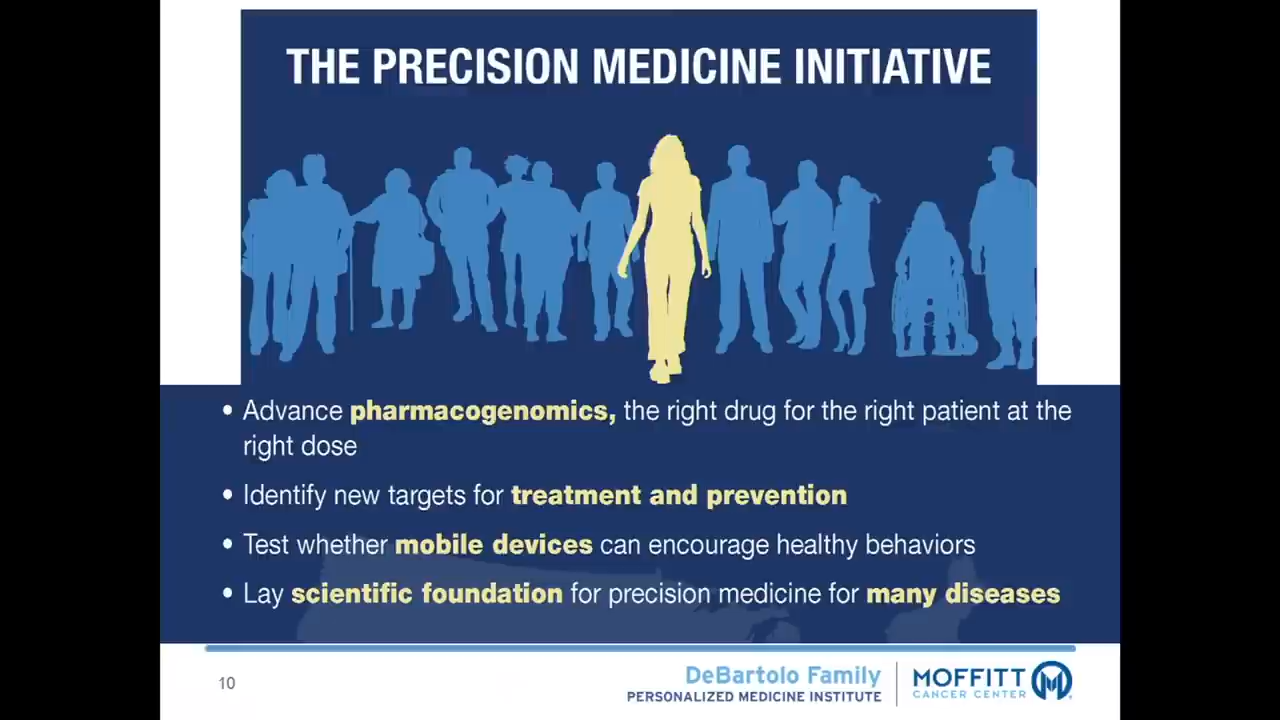 THE PRECISION MEDICINE INITIATIVE
• Advance pharmacogenomics, the right drug for the right patient at the
right dose
• Identify new targets for treatment and prevention
• Test whether mobile devices can encourage healthy behaviors
• Lay scientific foundation for precision medicine for many diseases
10
DeBartolo Family
PERSONALIZED MEDICINE INSTITUTE
MOFFITT
CANCER CENTER